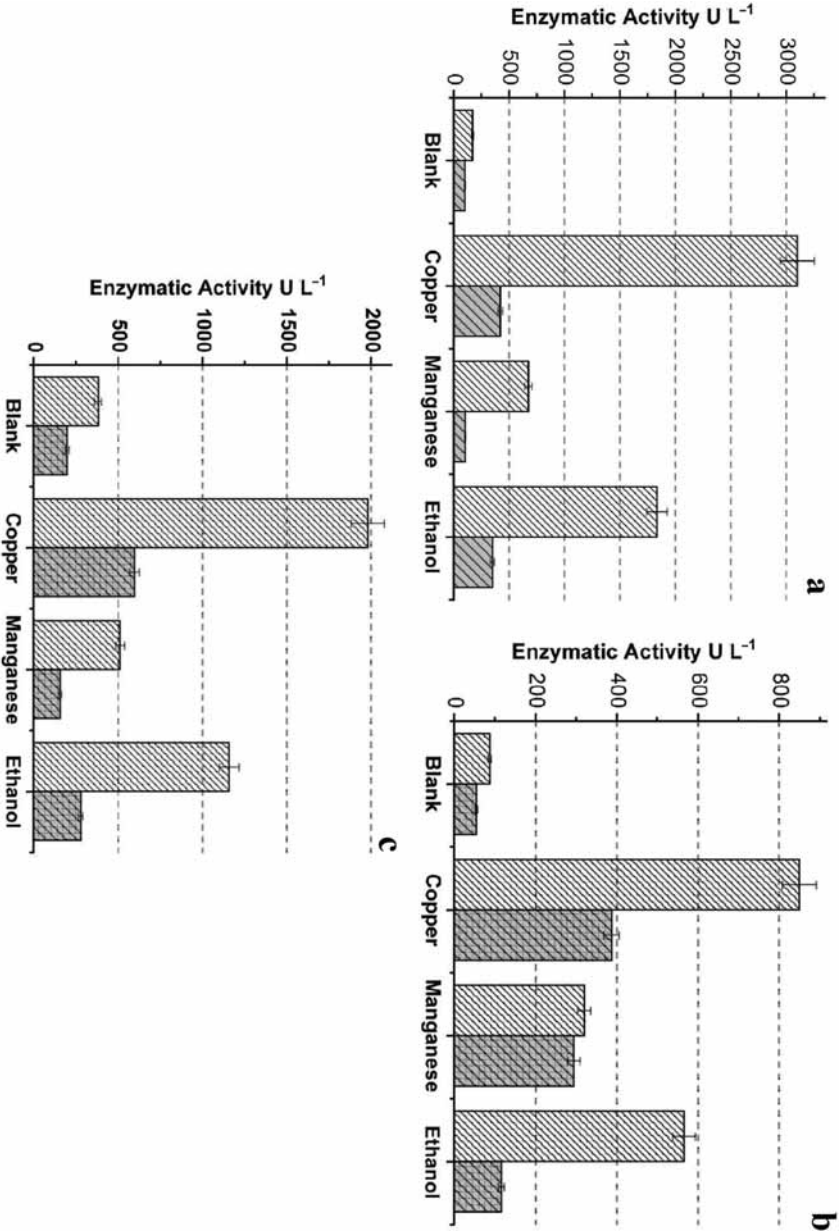 a
Enzymatic Activity U L⁻¹
3000
2500
2000
1500
1000
500
0
Blank
Copper
Manganese
Ethanol
b
Enzymatic Activity U L⁻¹
800
600
400
200
0
Blank
Copper
Manganese
Ethanol
c
Enzymatic Activity U L⁻¹
2000
1500
1000
500
0
Blank
Copper
Manganese
Ethanol